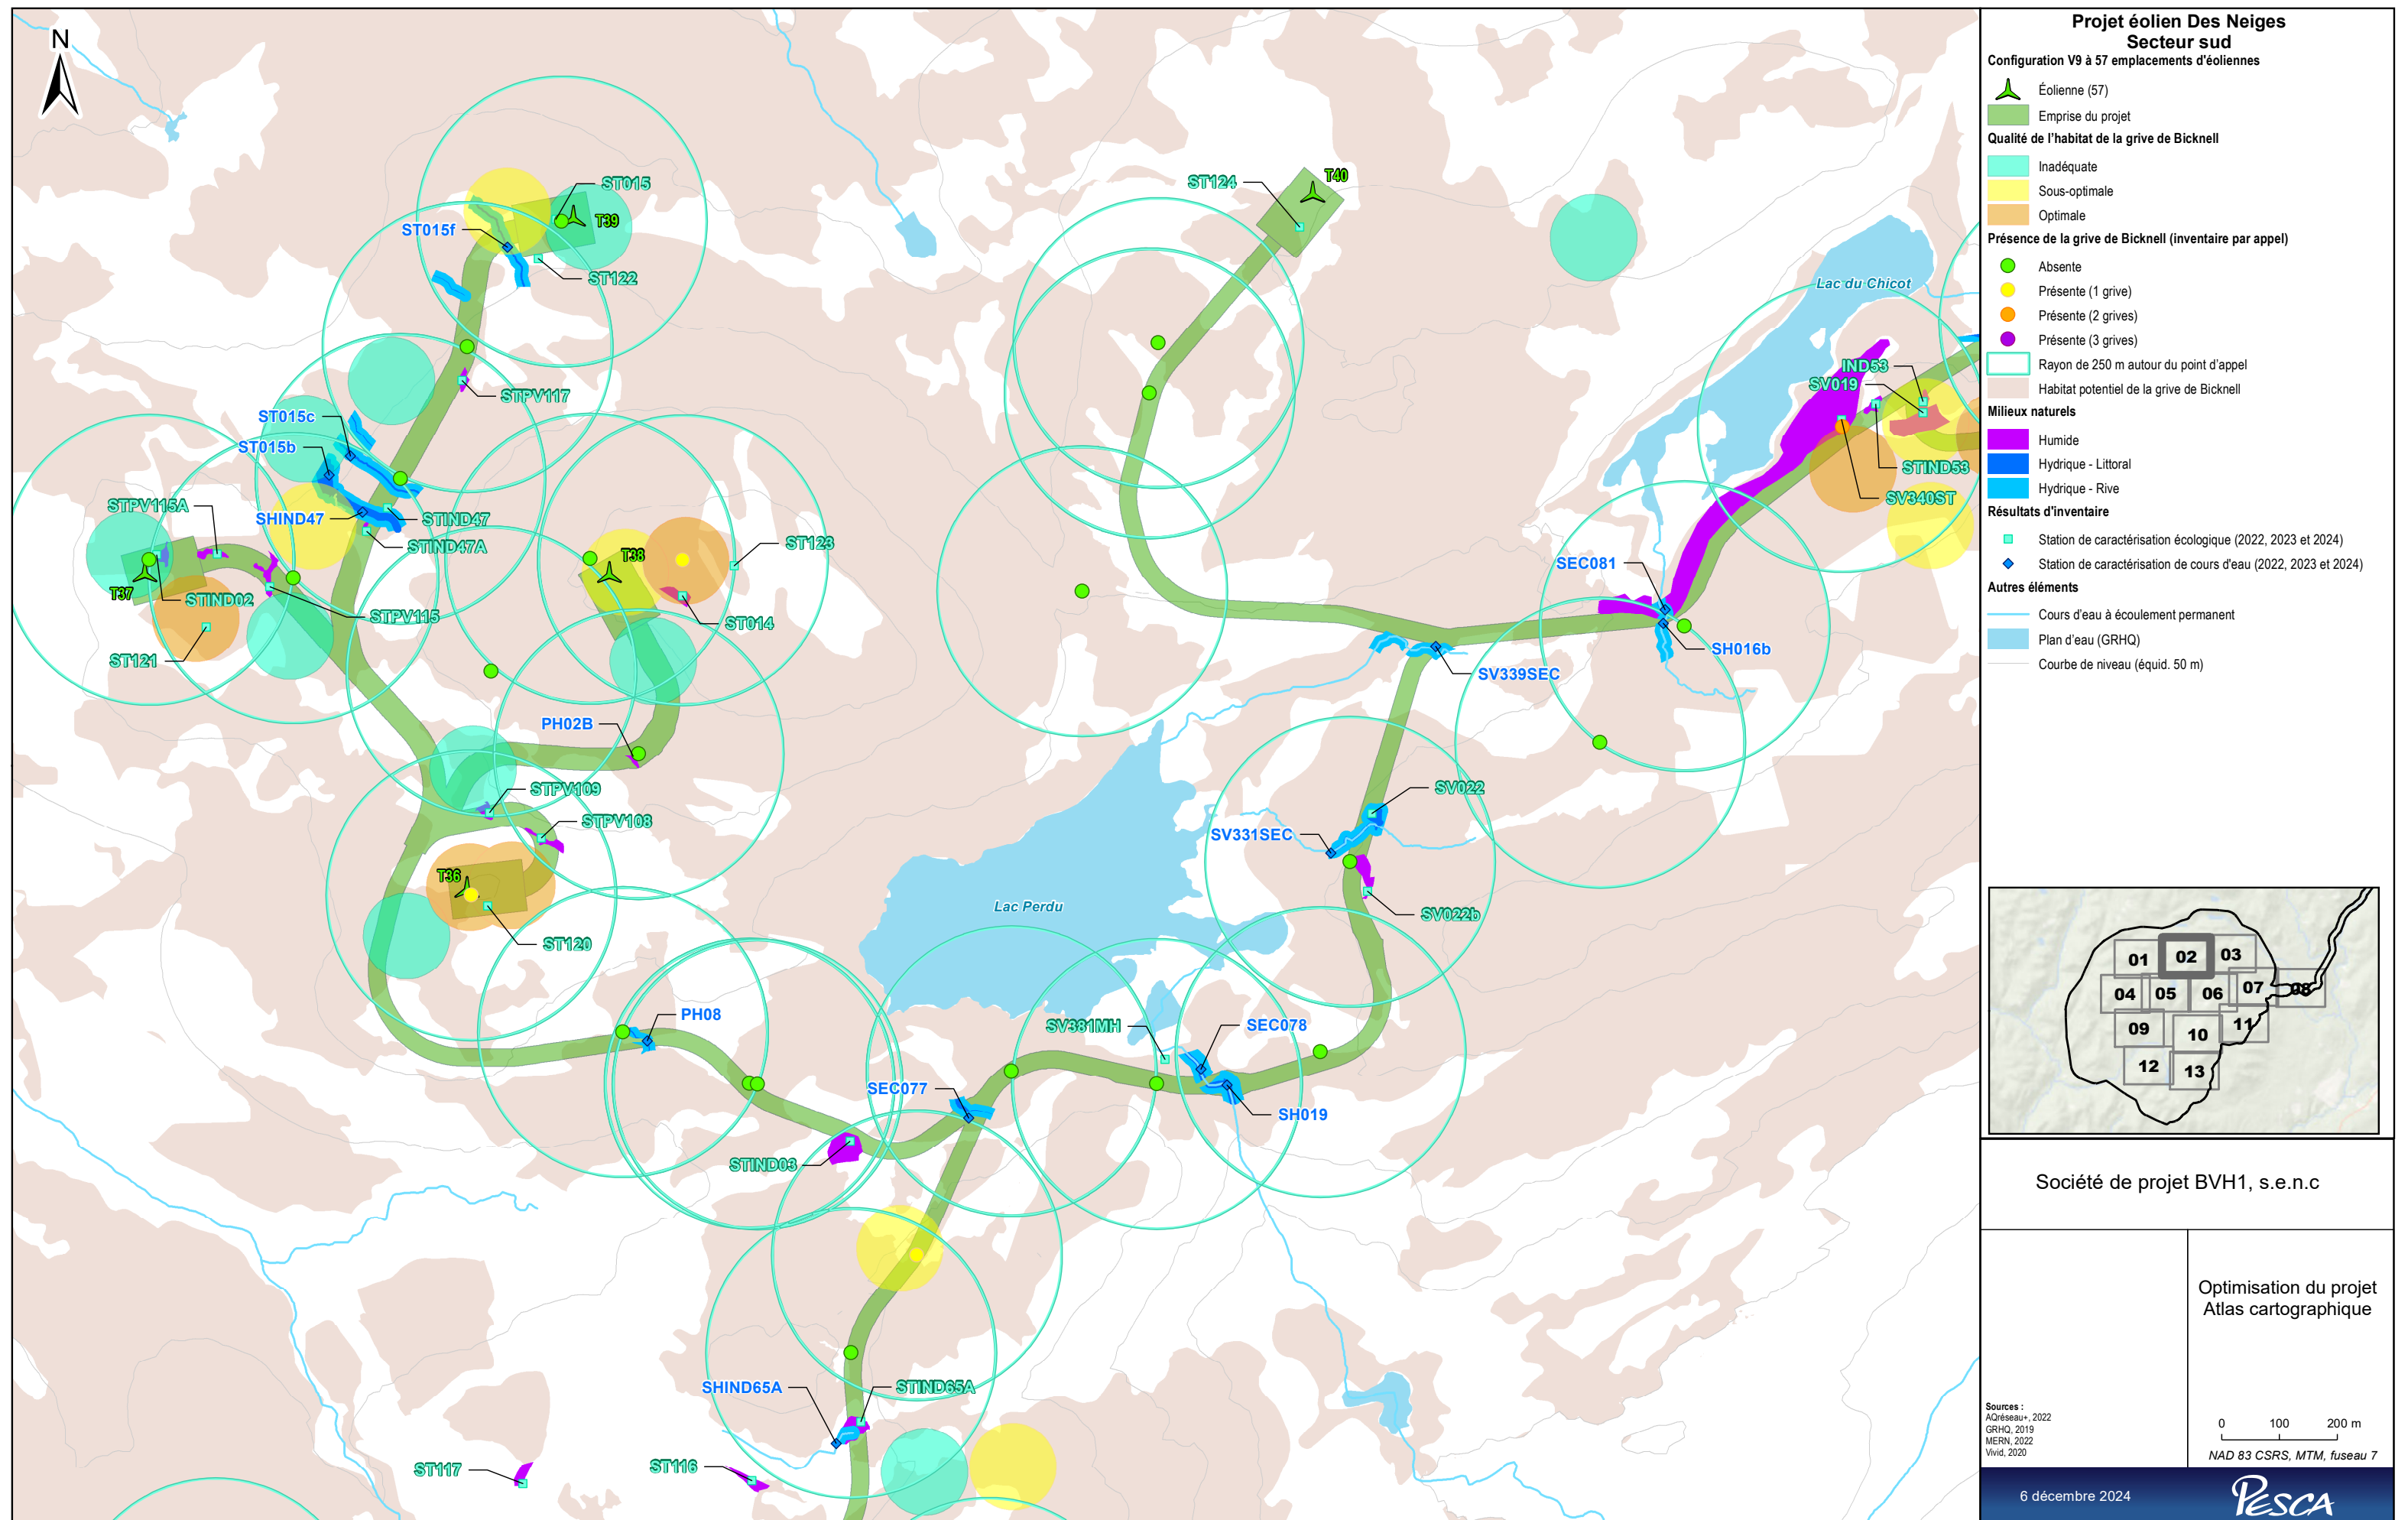 N
ST015
T39
ST015f
ST122
ST124
T40
Lac du Chicot
STPV117
IND53
SV019
ST015c
ST015b
STIND53
SV340ST
STPV115A
SHIND47
STIND47
STIND47A
T38
ST123
SEC081
T37
STIND02
STPV115
ST014
ST121
SH016b
SV339SEC
PH02B
STPV109
SV022
STPV108
SV331SEC
T36
Lac Perdu
SV022b
ST120
PH08
SV381MH
SEC078
SEC077
SH019
STIND03
SHIND65A
STIND65A
ST117
ST116
Projet éolien Des Neiges
Secteur sud
Configuration V9 à 57 emplacements d'éoliennes
Éolienne (57)
Emprise du projet
Qualité de l'habitat de la grive de Bicknell
Inadéquate
Sous-optimale
Optimale
Présence de la grive de Bicknell (inventaire par appel)
Absente
Présente (1 grive)
Présente (2 grives)
Présente (3 grives)
Rayon de 250 m autour du point d'appel
Habitat potentiel de la grive de Bicknell
Milieux naturels
Humide
Hydrique - Littoral
Hydrique - Rive
Résultats d'inventaire
Station de caractérisation écologique (2022, 2023 et 2024)
Station de caractérisation de cours d'eau (2022, 2023 et 2024)
Autres éléments
Cours d'eau à écoulement permanent
Plan d'eau (GRHQ)
Courbe de niveau (équid. 50 m)
01 02 03
04 05 06 07 08
09 10 11
12 13
Société de projet BVH1, s.e.n.c
Optimisation du projet
Atlas cartographique
Sources :
AQréseau+, 2022
GRHQ, 2019
MERN, 2022
Vivid, 2020
0 100 200 m
NAD 83 CSRS, MTM, fuseau 7
6 décembre 2024
PESCA